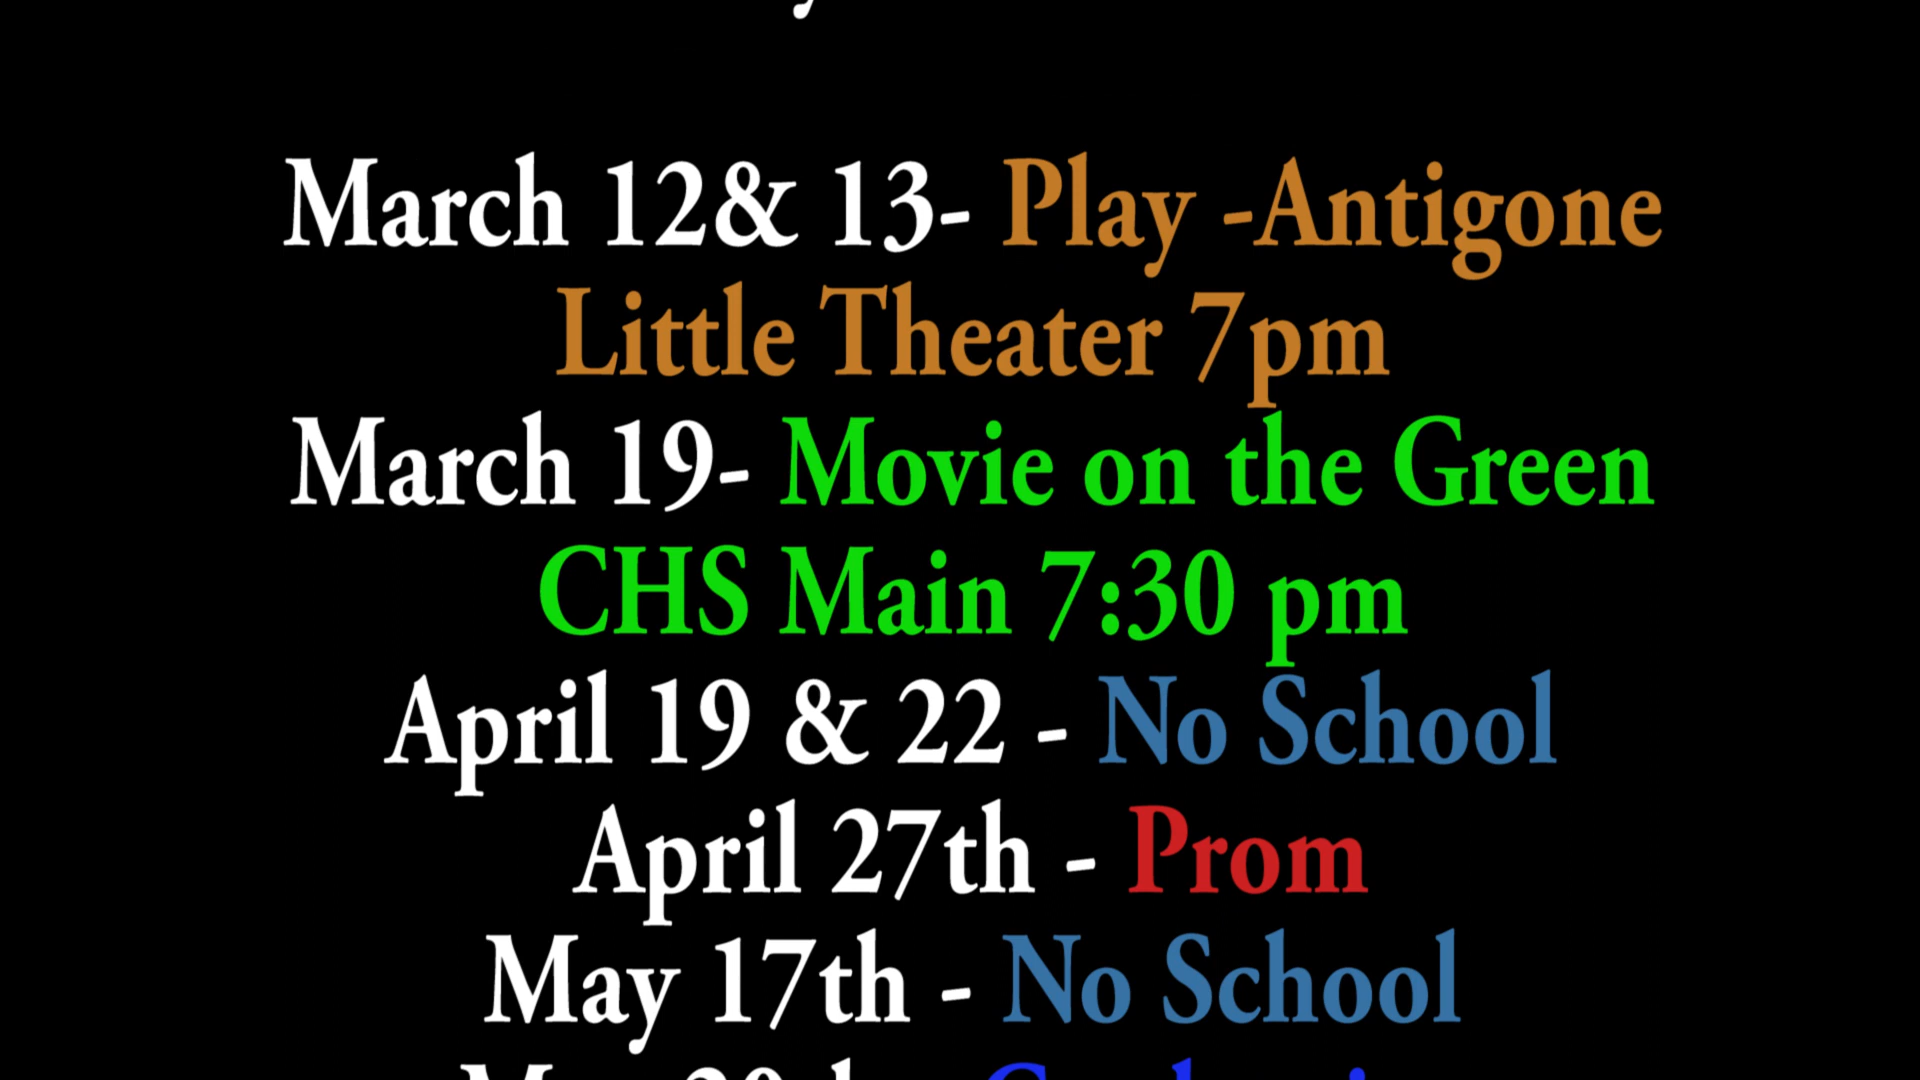 March 12& 13- Play -Antigone
Little Theater 7pm
March 19- Movie on the Green
CHS Main 7:30 pm
April 19 & 22 - No School
April 27th - Prom
May 17th - No School